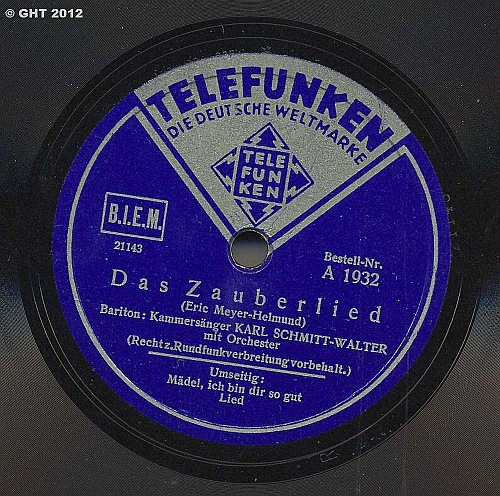 © GHT 2012
TELEFUNKEN
DIE DEUTSCHE WELTMARKE
TELE
FUN
KEN
B.I.E.M.
21143
Bestell-Nr.
A 1932
Das Zauberlied
(Eric Meyer-Helmund)
Bariton: Kammersänger KARL SCHMITT-WALTER
mit Orchester
(Recht z. Rundfunkverbreitung vorbehalt.)
Umseitig:
Mädel, ich bin dir so gut
Lied